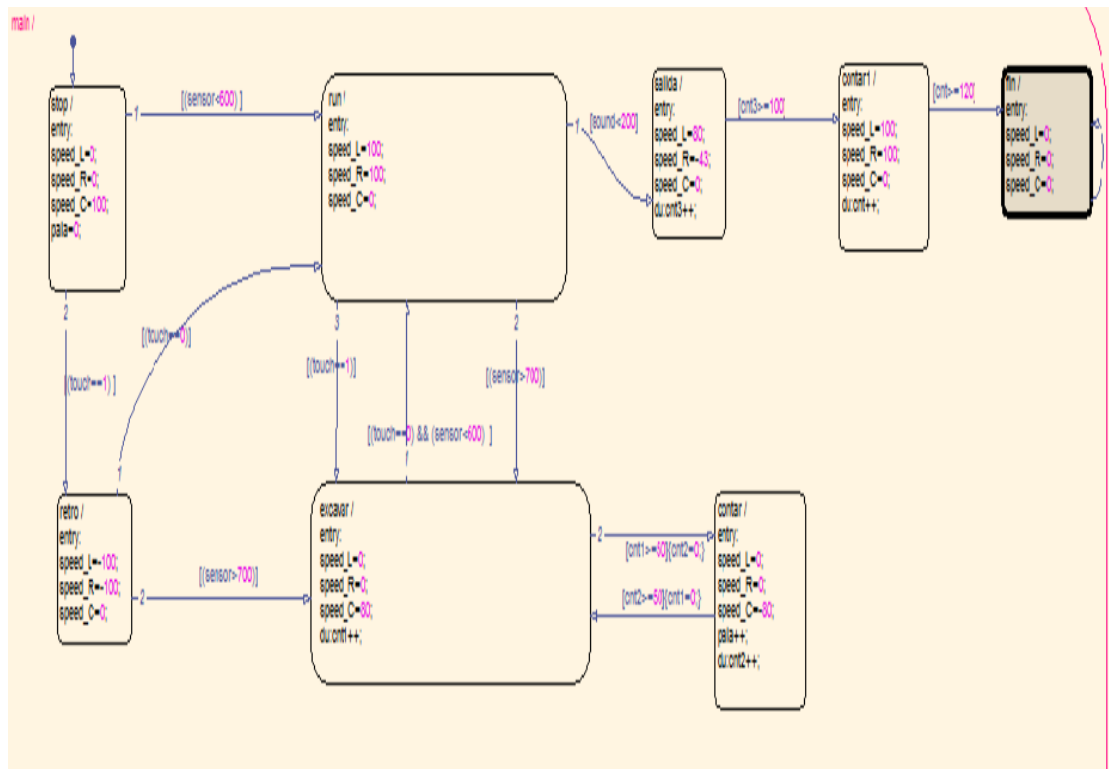 main /
stop /
entry:
speed_L=0;
speed_R=0;
speed_C=100;
pala=0;
1
[(sensor<600) ]
2
[(touch==1) ]
run /
entry:
speed_L=100;
speed_R=100;
speed_C=0;
1
[sound<200]
3
[(touch==1)]
2
[(sensor>700)]
salida /
entry:
speed_L=80;
speed_R=-43;
speed_C=0;
du:cnt3++;
[cnt3>=100]
contar1 /
entry:
speed_L=100;
speed_R=100;
speed_C=0;
du:cnt++;
[cnt>=120]
fin /
entry:
speed_L=0;
speed_R=0;
speed_C=0;
[(touch==0)]
1
[(touch==0) && (sensor<600) ]
1
retro /
entry:
speed_L=-100;
speed_R=-100;
speed_C=0;
2
[(sensor>700)]
excavar /
entry:
speed_L=0;
speed_R=0;
speed_C=80;
du:cnt1++;
2
[cnt1>=60]{cnt2=0;}
[cnt2>=50]{cnt1=0;}
contar /
entry:
speed_L=0;
speed_R=0;
speed_C=-80;
pala++;
du:cnt2++;